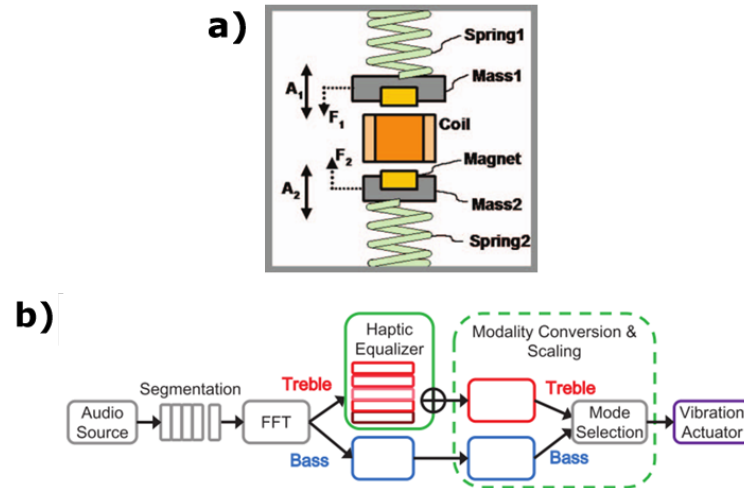 a)
Spring1
Mass1
A1
F1
Coil
F2
Magnet
A2
Mass2
Spring2
b)
Haptic
Equalizer
Modality Conversion &
Scaling
Segmentation
Treble
Treble
Audio
Source
FFT
Mode
Selection
Vibration
Actuator
Bass
Bass